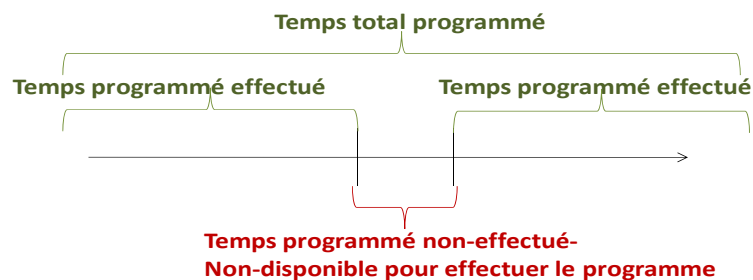 Temps total programmé
Temps programmé effectué
Temps programmé effectué
Temps programmé non-effectué-
Non-disponible pour effectuer le programme